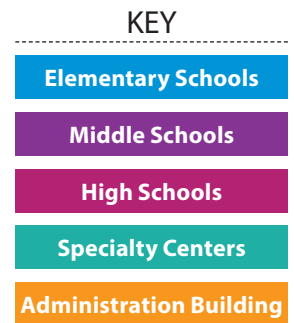 KEY
Elementary Schools
Middle Schools
High Schools
Specialty Centers
Administration Building